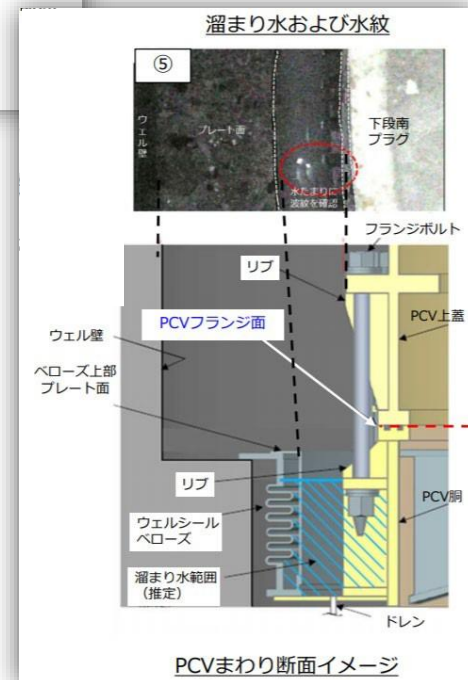 溜まり水および水紋
⑤
ウェル壁
プレート面
下段南
プラグ
水たまりに
波紋を確認
フランジボルト
リブ
PCVフランジ面
PCV上蓋
ウェル壁
ベローズ上部
プレート面
リブ
PCV胴
ウェルシール
ベローズ
溜まり水範囲
（推定）
ドレン
PCVまわり断面イメージ